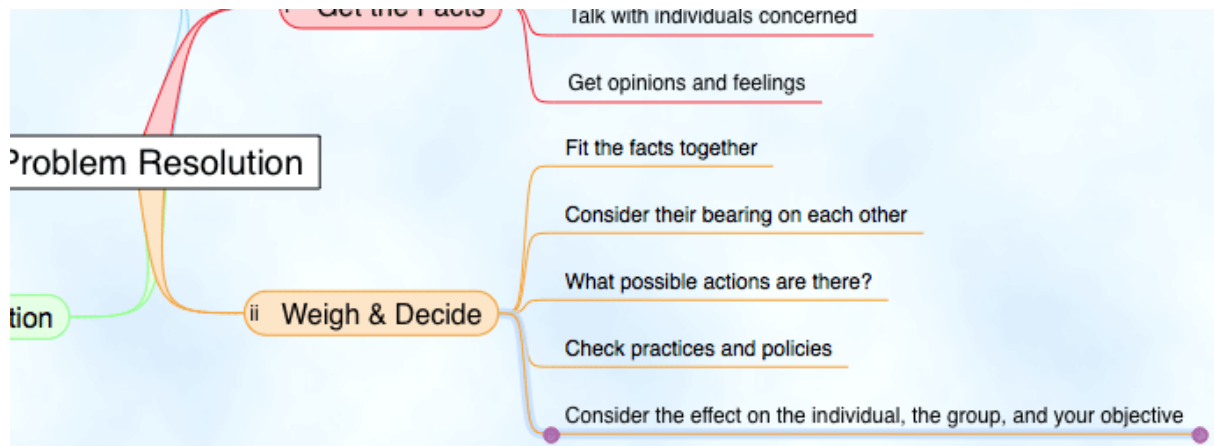 i Get the Facts
Talk with individuals concerned
Get opinions and feelings
Problem Resolution
Fit the facts together
Consider their bearing on each other
What possible actions are there?
ii Weigh & Decide
tion
Check practices and policies
Consider the effect on the individual, the group, and your objective